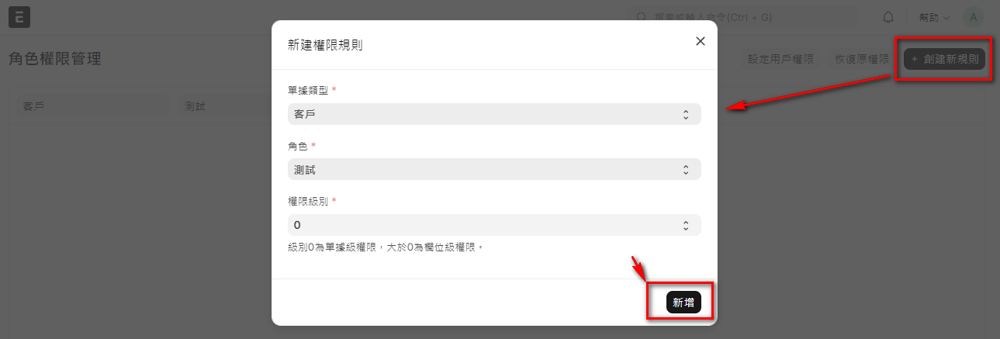 E
搜索或輸入命令(Ctrl + G)
幫助
A
角色權限管理
設定用戶權限
恢復原權限
+ 創建新規則
客戶
測試
新建權限規則
單據類型 *
客戶
角色 *
測試
權限級別 *
0
級別0為單據級權限，大於0為欄位級權限。
新增